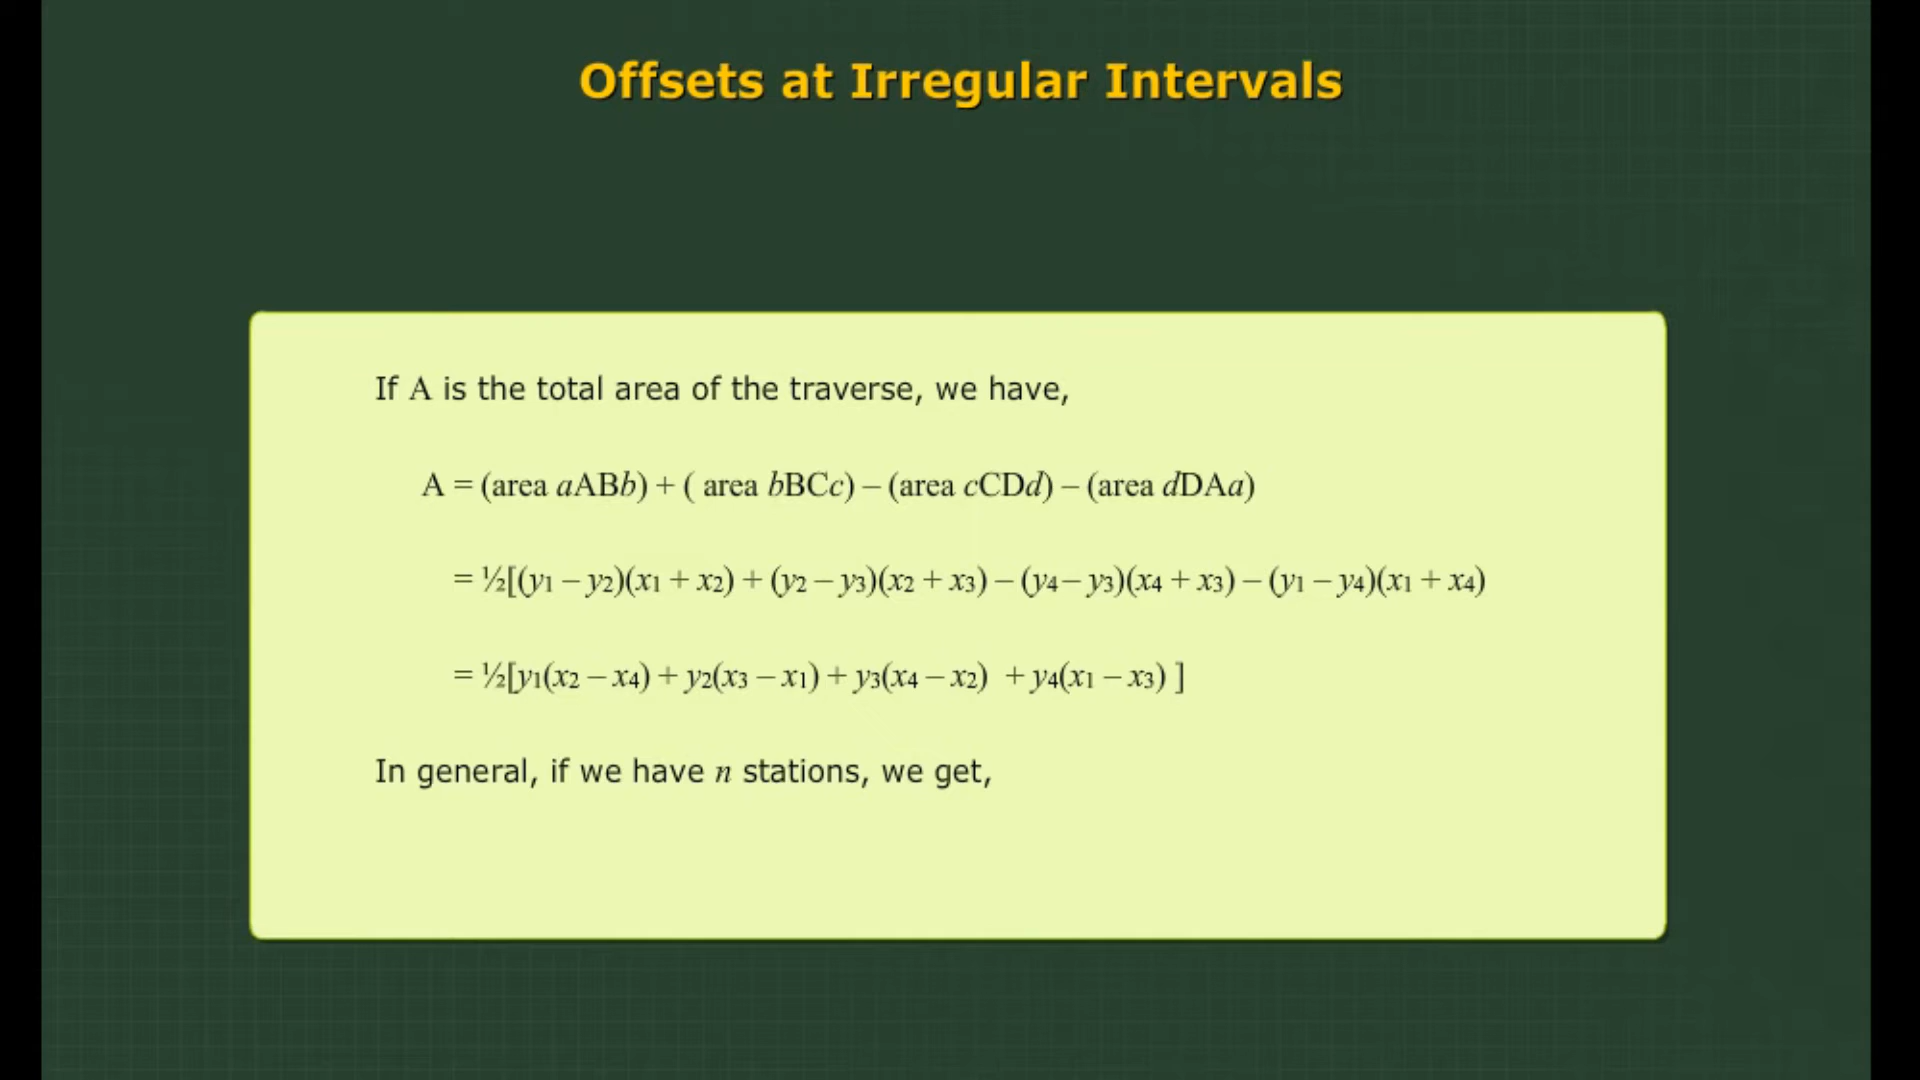 Offsets at Irregular Intervals
If A is the total area of the traverse, we have,
A = (area aABb) + ( area bBCc) – (area cCDd) – (area dDAa)
= ½[(y1 – y2)(x1 + x2) + (y2 – y3)(x2 + x3) – (y4– y3)(x4 + x3) – (y1 – y4)(x1 + x4)
= ½[y1(x2 – x4) + y2(x3 – x1) + y3(x4 – x2)  + y4(x1 – x3) ]
In general, if we have n stations, we get,